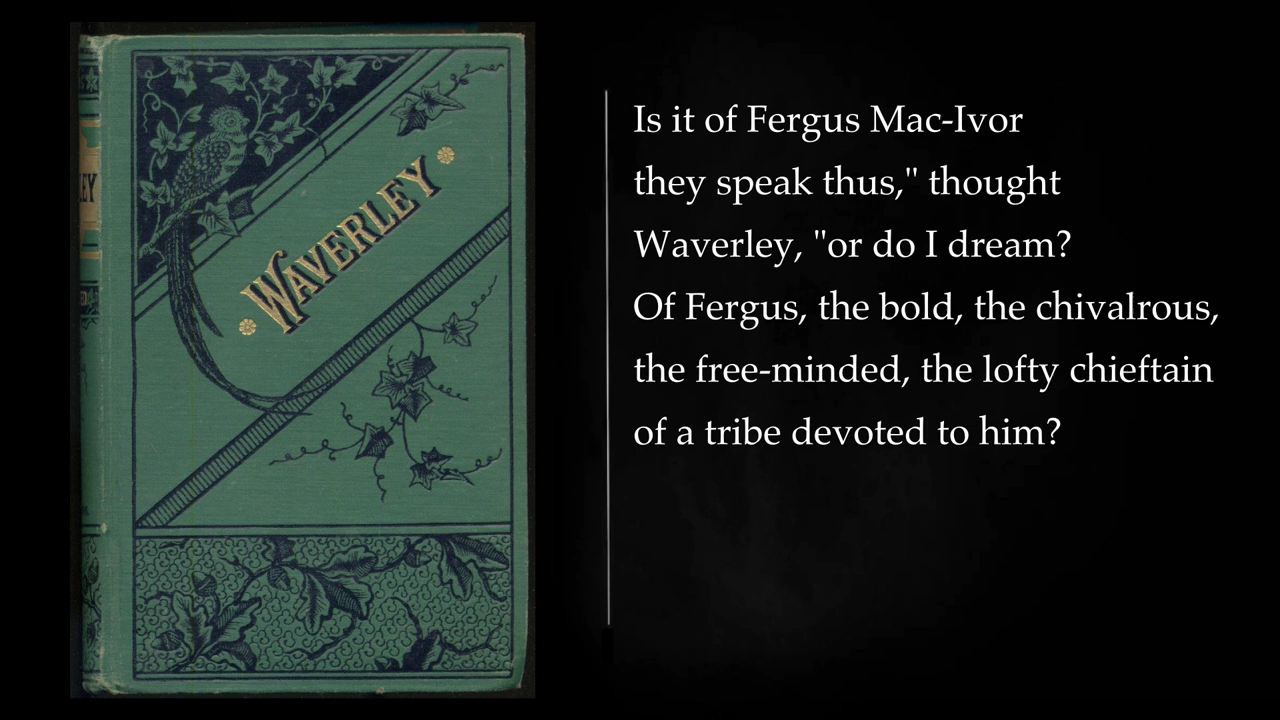 WAVERLEY
EY
Is it of Fergus Mac-Ivor
they speak thus," thought
Waverley, "or do I dream?
Of Fergus, the bold, the chivalrous,
the free-minded, the lofty chieftain
of a tribe devoted to him?